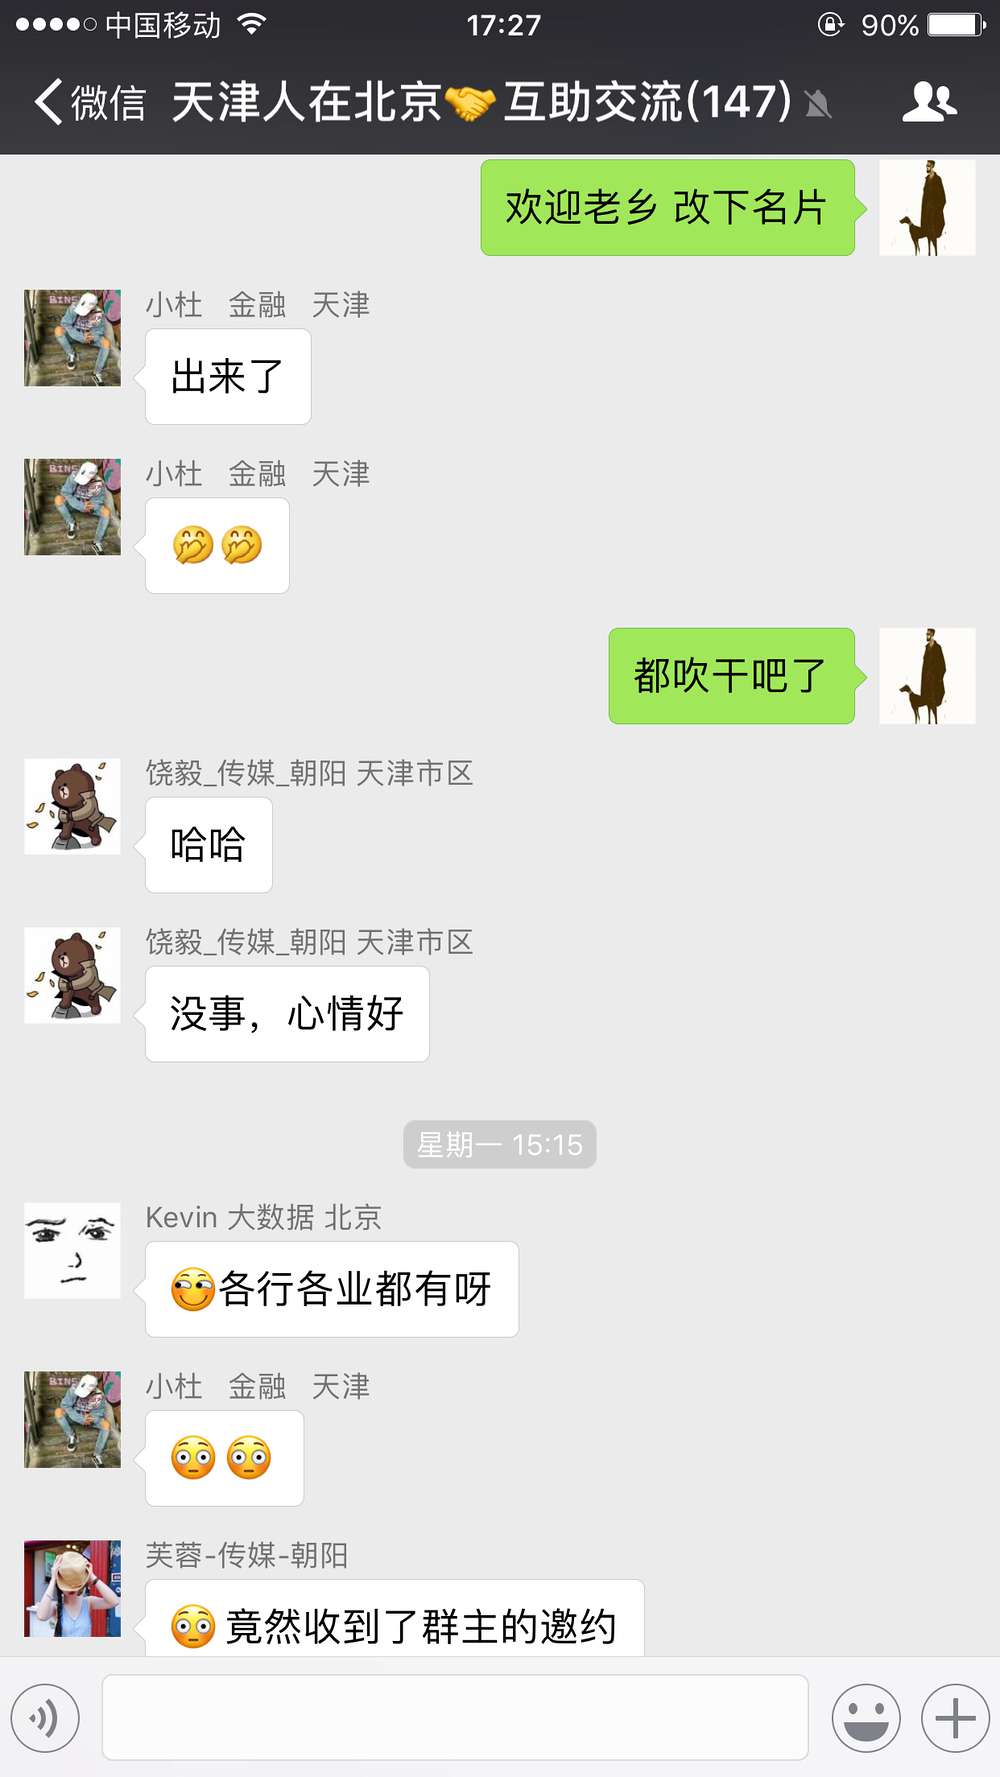 中国移动 17:27 90%
微信 天津人在北京🤝互助交流(147)
欢迎老乡 改下名片
小杜 金融 天津
出来了
小杜 金融 天津
🤭🤭
都吹干吧了
饶毅_传媒_朝阳 天津市区
哈哈
饶毅_传媒_朝阳 天津市区
没事，心情好
星期一 15:15
Kevin 大数据 北京
各行各业都有呀
小杜 金融 天津
😳😳
芙蓉-传媒-朝阳
😳竟然收到了群主的邀约